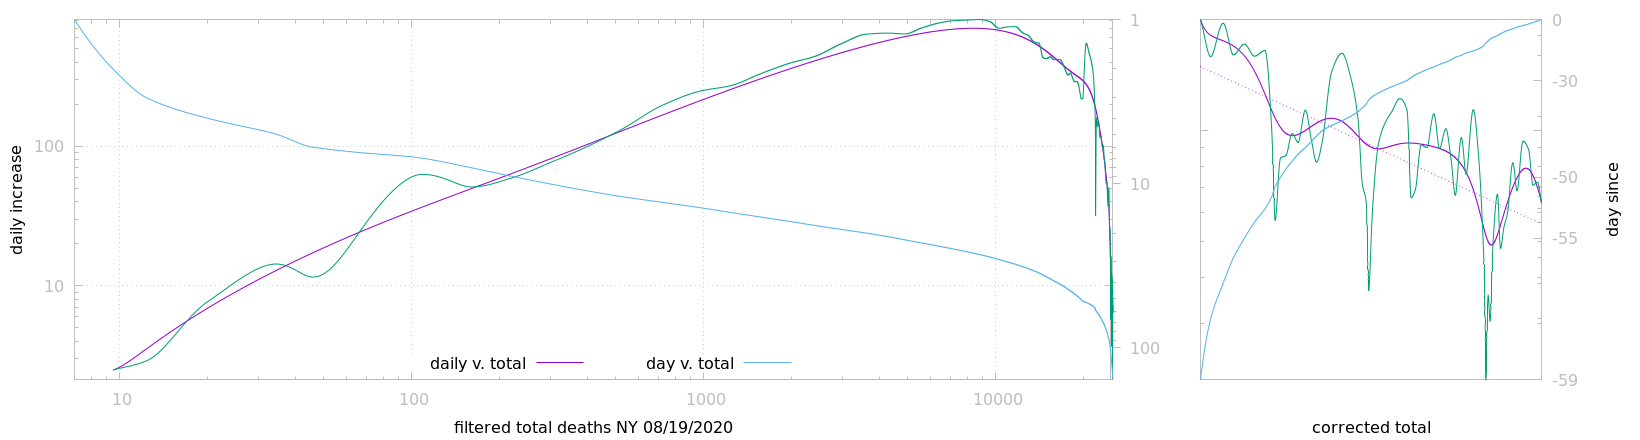 daily increase
100
10
10
100
1000
10000
filtered total deaths NY 08/19/2020
daily v. total
day v. total
1
10
100
0
-30
-50
-55
-59
day since
corrected total